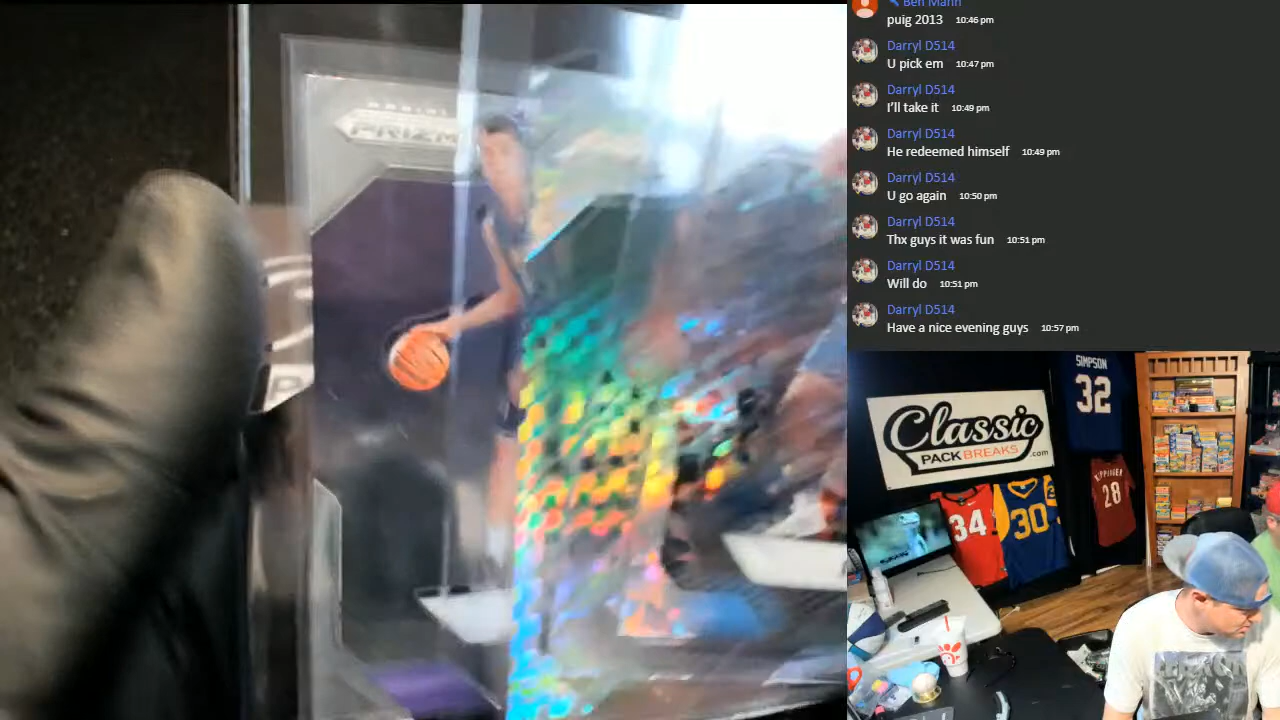 Ben Mann
puig 2013 10:46 pm
Darryl D514
U pick em 10:47 pm
Darryl D514
I'll take it 10:49 pm
Darryl D514
He redeemed himself 10:49 pm
Darryl D514
U go again 10:50 pm
Darryl D514
Thx guys it was fun 10:51 pm
Darryl D514
Will do 10:51 pm
Darryl D514
Have a nice evening guys 10:57 pm
PANINI
PRIZM
SIMPSON
32
Classic
PACK BREAKS .com
34
30
28